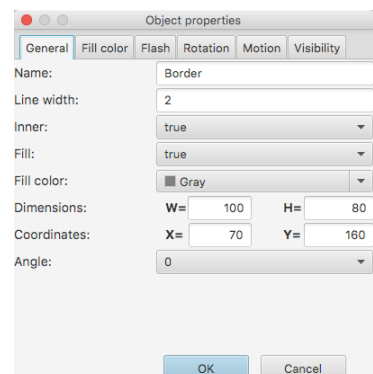 Object properties
General Fill color Flash Rotation Motion Visibility
Name: Border
Line width: 2
Inner: true
Fill: true
Fill color: Gray
Dimensions: W= 100 H= 80
Coordinates: X= 70 Y= 160
Angle: 0
OK Cancel